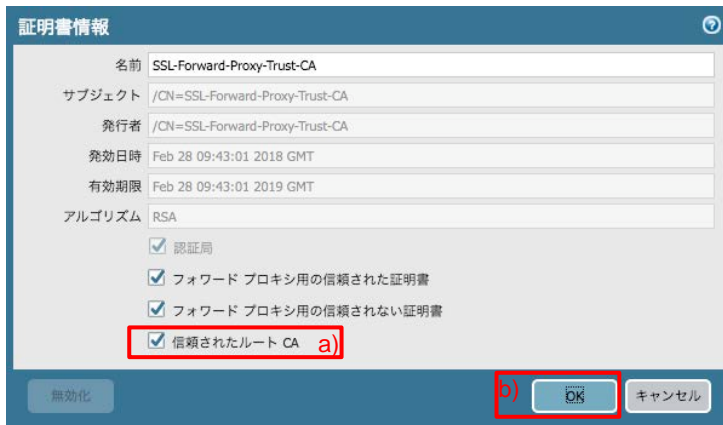 証明書情報
名前 SSL-Forward-Proxy-Trust-CA
サブジェクト /CN=SSL-Forward-Proxy-Trust-CA
発行者 /CN=SSL-Forward-Proxy-Trust-CA
発効日時 Feb 28 09:43:01 2018 GMT
有効期限 Feb 28 09:43:01 2019 GMT
アルゴリズム RSA
認証局
フォワード プロキシ用の信頼された証明書
フォワード プロキシ用の信頼されない証明書
信頼されたルート CA a)
無効化 b) OK キャンセル